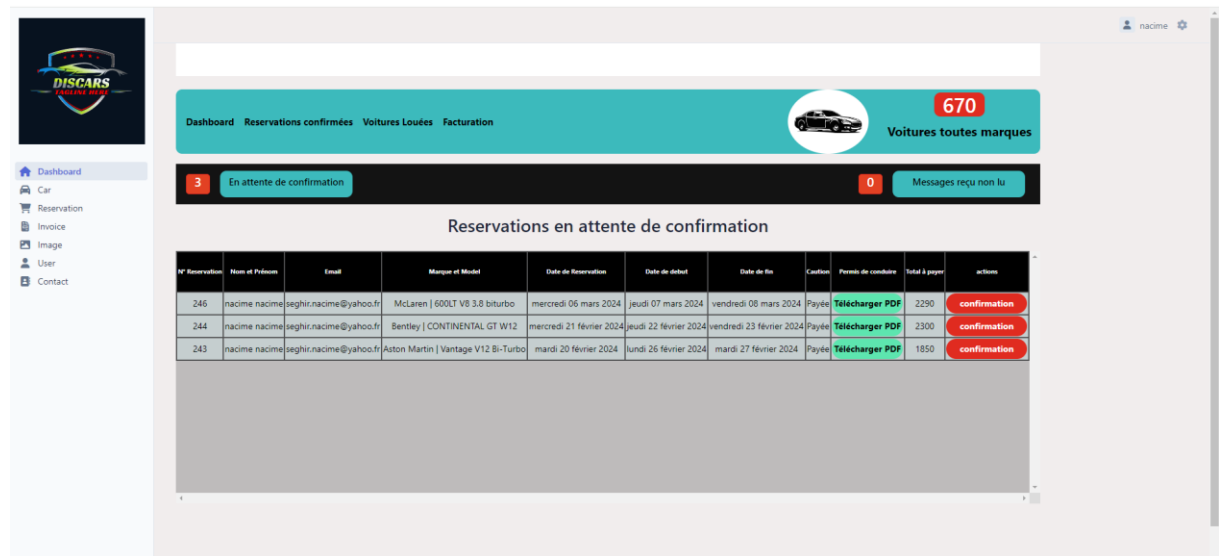 nacime
DISCARS
TAGLINE HERE
Dashboard
Car
Reservation
Invoice
Image
User
Contact
Dashboard Reservations confirmées Voitures Louées Facturation
670
Voitures toutes marques
3 En attente de confirmation
0 Messages reçu non lu
Reservations en attente de confirmation
N° Reservation Nom et Prénom Email Marque et Model Date de Reservation Date de debut Date de fin Caution Permis de conduire Total à payer actions
246 nacime nacime seghir.nacime@yahoo.fr McLaren | 600LT V8 3.8 biturbo mercredi 06 mars 2024 jeudi 07 mars 2024 vendredi 08 mars 2024 Payée Télécharger PDF 2290 confirmation
244 nacime nacime seghir.nacime@yahoo.fr Bentley | CONTINENTAL GT W12 mercredi 21 février 2024 jeudi 22 février 2024 vendredi 23 février 2024 Payée Télécharger PDF 2300 confirmation
243 nacime nacime seghir.nacime@yahoo.fr Aston Martin | Vantage V12 Bi-Turbo mardi 20 février 2024 lundi 26 février 2024 mardi 27 février 2024 Payée Télécharger PDF 1850 confirmation